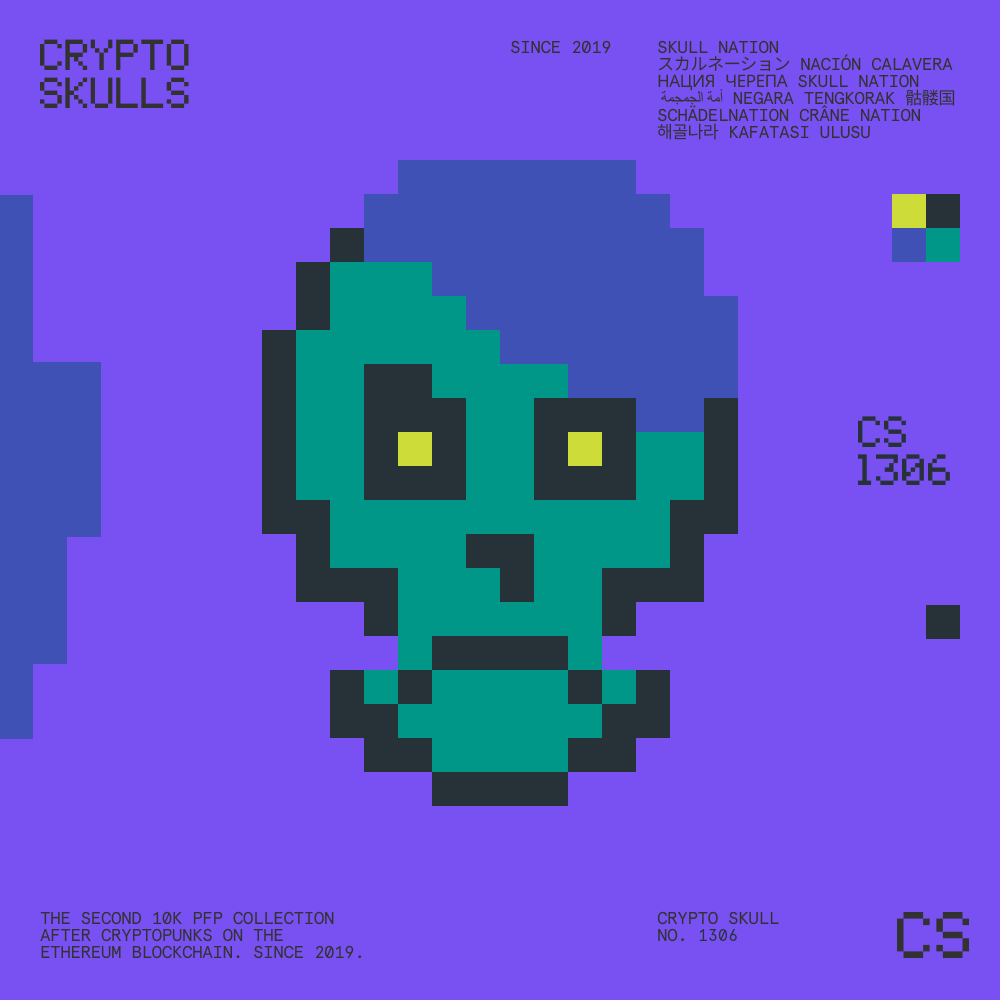 CRYPTO
SKULLS
SINCE 2019
SKULL NATION
スカルネーション NACIÓN CALAVERA
НАЦИЯ ЧЕРЕПА SKULL NATION
أمة الجمجمة NEGARA TENGKORAK 骷髅国
SCHÄDELNATION CRÂNE NATION
해골나라 KAFATASI ULUSU
CS
1306
THE SECOND 10K PFP COLLECTION
AFTER CRYPTOPUNKS ON THE
ETHEREUM BLOCKCHAIN. SINCE 2019.
CRYPTO SKULL
NO. 1306
CS